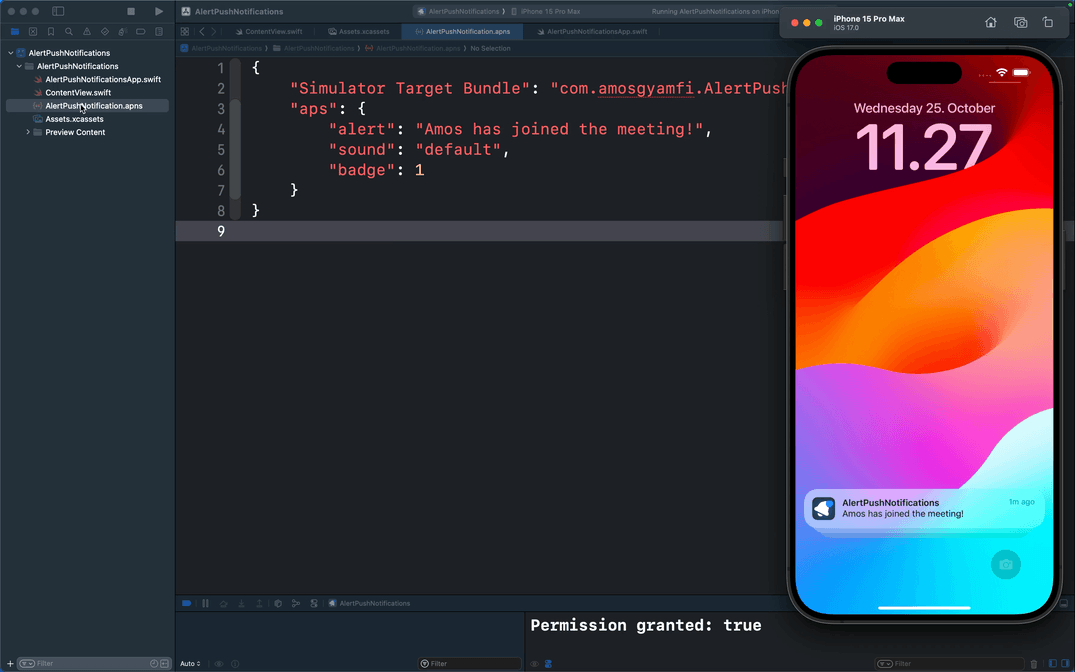 AlertPushNotifications
AlertPushNotifications
AlertPushNotificationsApp.swift
ContentView.swift
AlertPushNotification.apns
Assets.xcassets
Preview Content
Filter
AlertPushNotifications
AlertPushNotifications
iPhone 15 Pro Max
Running AlertPushNotifications on iPhon
ContentView.swift
Assets.xcassets
AlertPushNotification.apns
AlertPushNotificationsApp.swift
AlertPushNotifications
AlertPushNotifications
AlertPushNotification.apns
No Selection
1 {
2 "Simulator Target Bundle": "com.amosgyamfi.AlertPush
3 "aps": {
4 "alert": "Amos has joined the meeting!",
5 "sound": "default",
6 "badge": 1
7 }
8 }
9
AlertPushNotifications
Auto
Filter
Permission granted: true
Filter
iPhone 15 Pro Max
iOS 17.0
Wednesday 25. October
11.27
AlertPushNotifications 1m ago
Amos has joined the meeting!